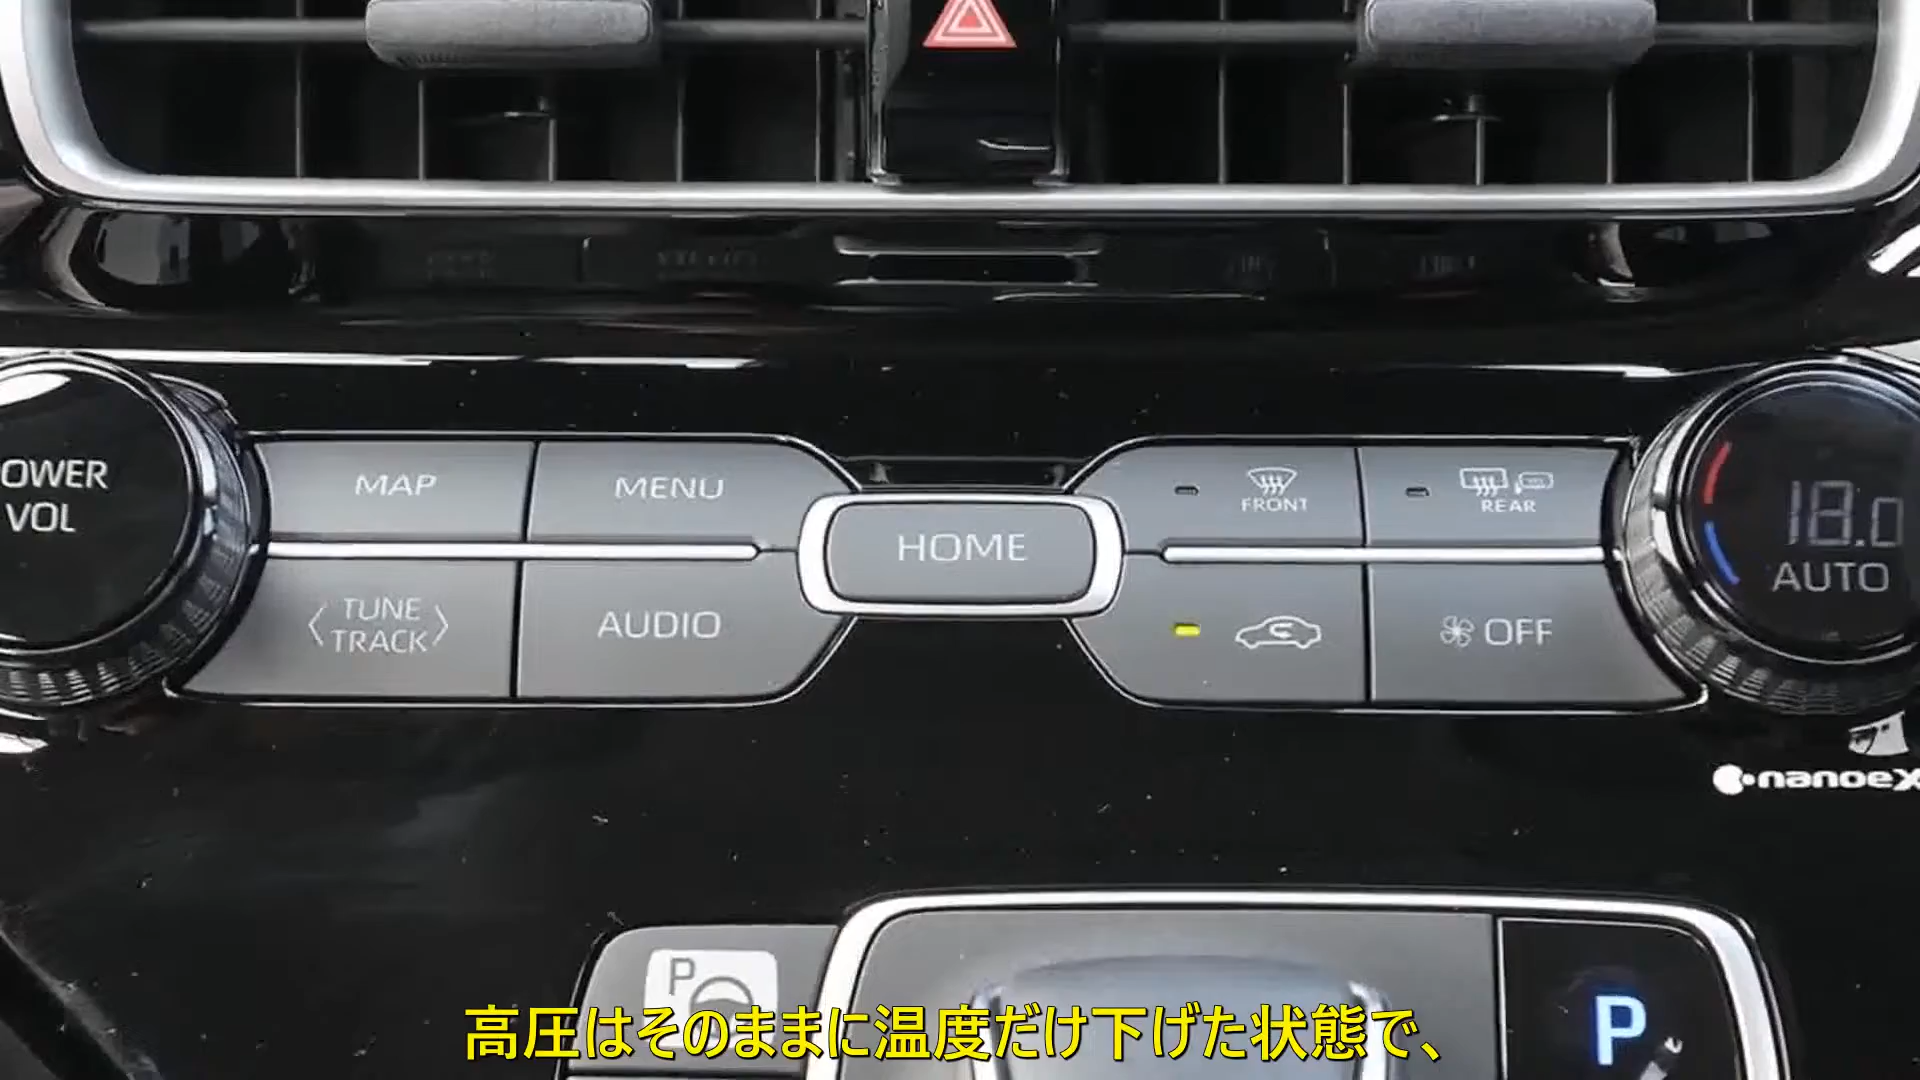 OWER
VOL
MAP
MENU
HOME
FRONT
REAR
18.0
AUTO
TUNE
TRACK
AUDIO
OFF
nanoeX
P
P
高圧はそのままに温度だけ下げた状態で、